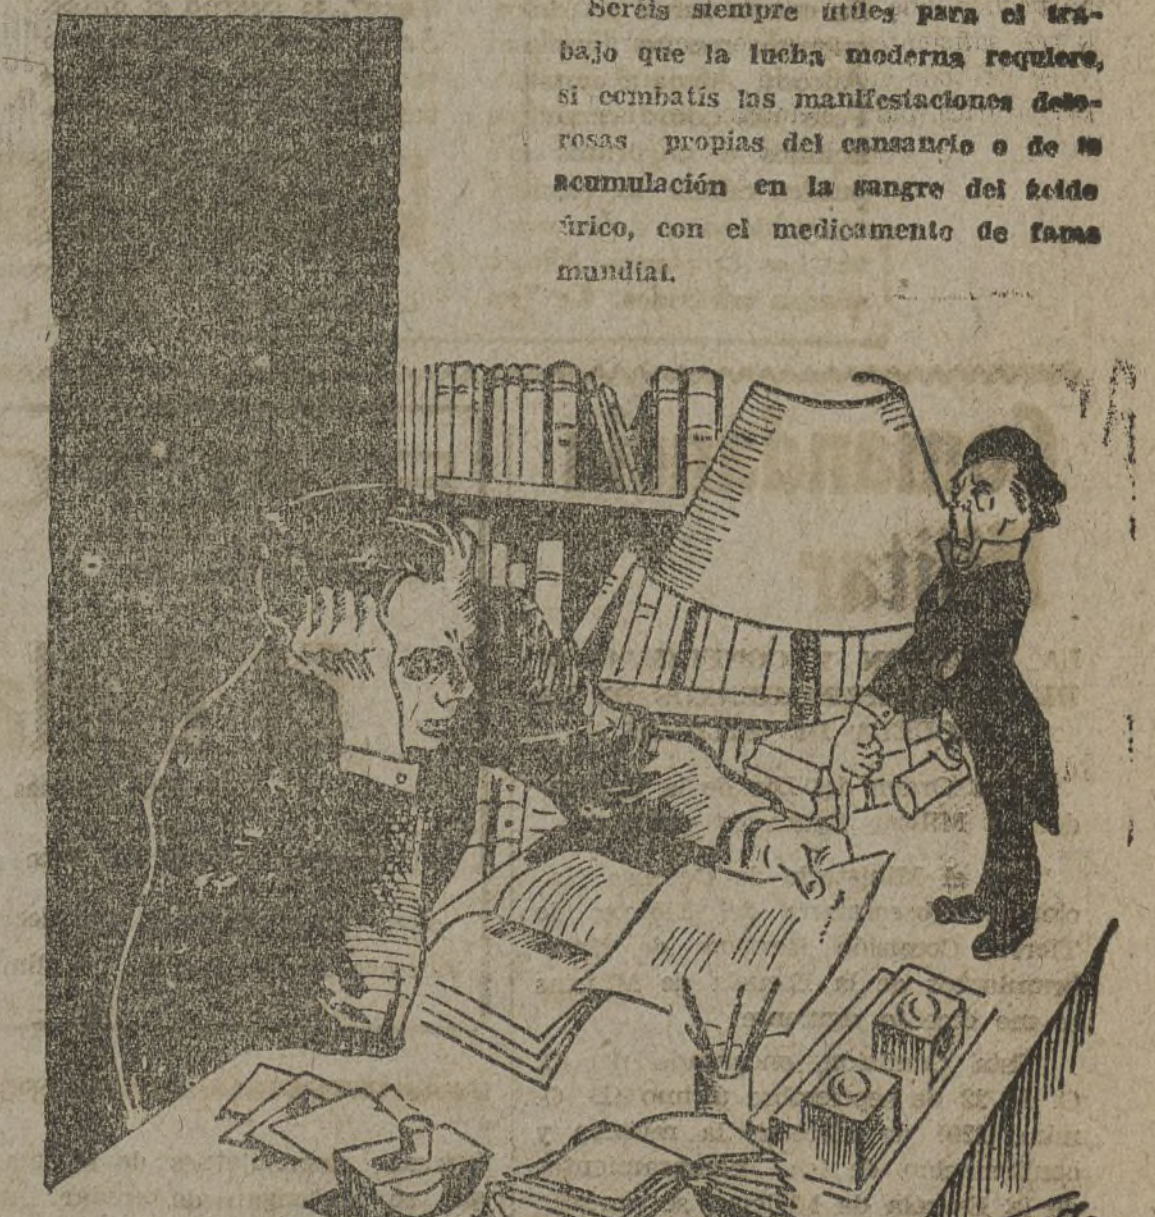 Seréis siempre útiles para el tra-
bajo que la lucha moderna requiere,
si combatís las manifestaciones dolo-
rosas propias del cansancio o de la
acumulación en la sangre del ácido
úrico, con el medicamento de fama
mundial.